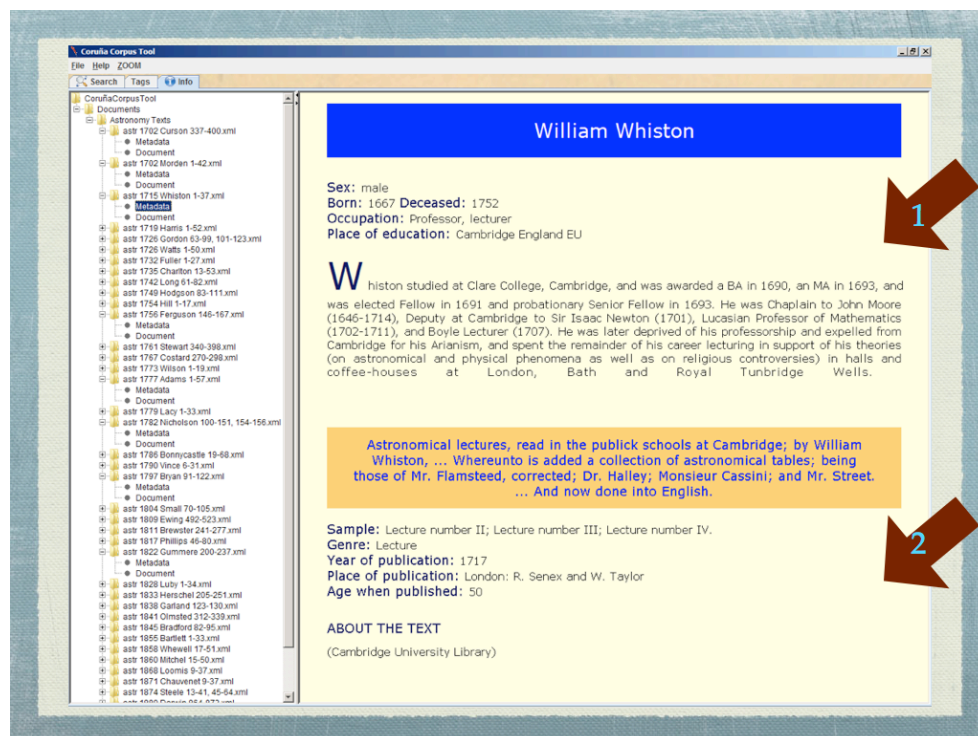 Coruña Corpus Tool
File Help ZOOM
Search Tags Info
CoruñaCorpusTool
Documents
Astronomy Texts
astr 1702 Curson 337-400.xml
Metadata
Document
astr 1702 Morden 1-42.xml
Metadata
Document
astr 1715 Whiston 1-37.xml
Metadata
Document
astr 1719 Harris 1-52.xml
astr 1726 Gordon 63-99, 101-123.xml
astr 1726 Watts 1-50.xml
astr 1732 Fuller 1-27.xml
astr 1735 Charlton 13-53.xml
astr 1742 Long 61-82.xml
astr 1749 Hodgson 83-111.xml
astr 1754 Hill 1-17.xml
astr 1756 Ferguson 146-167.xml
Metadata
Document
astr 1761 Stewart 340-398.xml
astr 1767 Costard 270-298.xml
astr 1773 Wilson 1-19.xml
astr 1777 Adams 1-57.xml
Metadata
Document
astr 1779 Lacy 1-33.xml
astr 1782 Nicholson 100-151, 154-156.xml
Metadata
Document
astr 1786 Bonnycastle 19-68.xml
astr 1790 Vince 6-31.xml
astr 1797 Bryan 91-122.xml
Metadata
Document
astr 1804 Small 70-105.xml
astr 1809 Ewing 492-523.xml
astr 1811 Brewster 241-277.xml
astr 1817 Phillips 46-80.xml
astr 1822 Gummere 200-237.xml
Metadata
Document
astr 1828 Luby 1-34.xml
astr 1833 Herschel 205-251.xml
astr 1838 Garland 123-130.xml
astr 1841 Olmsted 312-339.xml
astr 1845 Bradford 82-95.xml
astr 1855 Bartlett 1-33.xml
astr 1858 Whewell 17-51.xml
astr 1860 Mitchel 15-50.xml
astr 1868 Loomis 9-37.xml
astr 1871 Chauvenet 9-37.xml
astr 1874 Steele 13-41, 45-64.xml
William Whiston
Sex: male
Born: 1667 Deceased: 1752
Occupation: Professor, lecturer
Place of education: Cambridge England EU
1
Whiston studied at Clare College, Cambridge, and was awarded a BA in 1690, an MA in 1693, and
was elected Fellow in 1691 and probationary Senior Fellow in 1693. He was Chaplain to John Moore
(1646-1714), Deputy at Cambridge to Sir Isaac Newton (1701), Lucasian Professor of Mathematics
(1702-1711), and Boyle Lecturer (1707). He was later deprived of his professorship and expelled from
Cambridge for his Arianism, and spent the remainder of his career lecturing in support of his theories
(on astronomical and physical phenomena as well as on religious controversies) in halls and
coffee-houses at London, Bath and Royal Tunbridge Wells.
Astronomical lectures, read in the publick schools at Cambridge; by William
Whiston, ... Whereunto is added a collection of astronomical tables; being
those of Mr. Flamsteed, corrected; Dr. Halley; Monsieur Cassini; and Mr. Street.
... And now done into English.
Sample: Lecture number II; Lecture number III; Lecture number IV.
Genre: Lecture
Year of publication: 1717
Place of publication: London: R. Senex and W. Taylor
Age when published: 50
2
ABOUT THE TEXT
(Cambridge University Library)